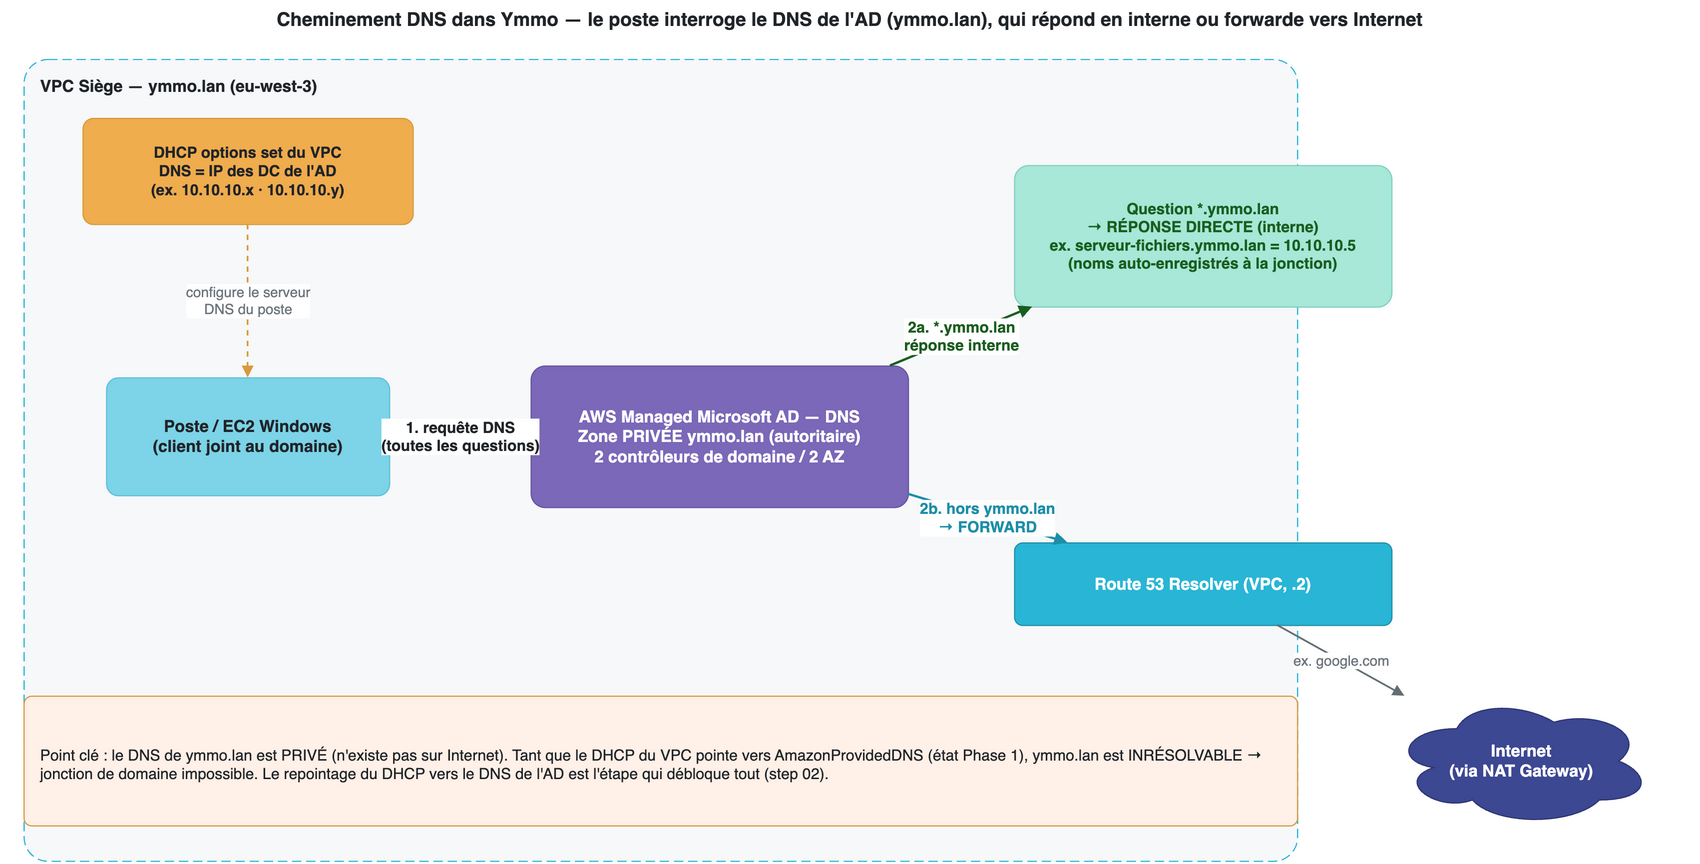 Cheminement DNS dans Ymmo — le poste interroge le DNS de l'AD (ymmo.lan), qui répond en interne ou forwarde vers Internet
VPC Siège — ymmo.lan (eu-west-3)
DHCP options set du VPC
DNS = IP des DC de l'AD
(ex. 10.10.10.x · 10.10.10.y)
configure le serveur
DNS du poste
Poste / EC2 Windows
(client joint au domaine)
1. requête DNS
(toutes les questions)
AWS Managed Microsoft AD — DNS
Zone PRIVÉE ymmo.lan (autoritaire)
2 contrôleurs de domaine / 2 AZ
2a. *.ymmo.lan
réponse interne
Question *.ymmo.lan
→ RÉPONSE DIRECTE (interne)
ex. serveur-fichiers.ymmo.lan = 10.10.10.5
(noms auto-enregistrés à la jonction)
2b. hors ymmo.lan
→ FORWARD
Route 53 Resolver (VPC, .2)
ex. google.com
Internet
(via NAT Gateway)
Point clé : le DNS de ymmo.lan est PRIVÉ (n'existe pas sur Internet). Tant que le DHCP du VPC pointe vers AmazonProvidedDNS (état Phase 1), ymmo.lan est INRÉSOLVABLE →
jonction de domaine impossible. Le repointage du DHCP vers le DNS de l'AD est l'étape qui débloque tout (step 02).